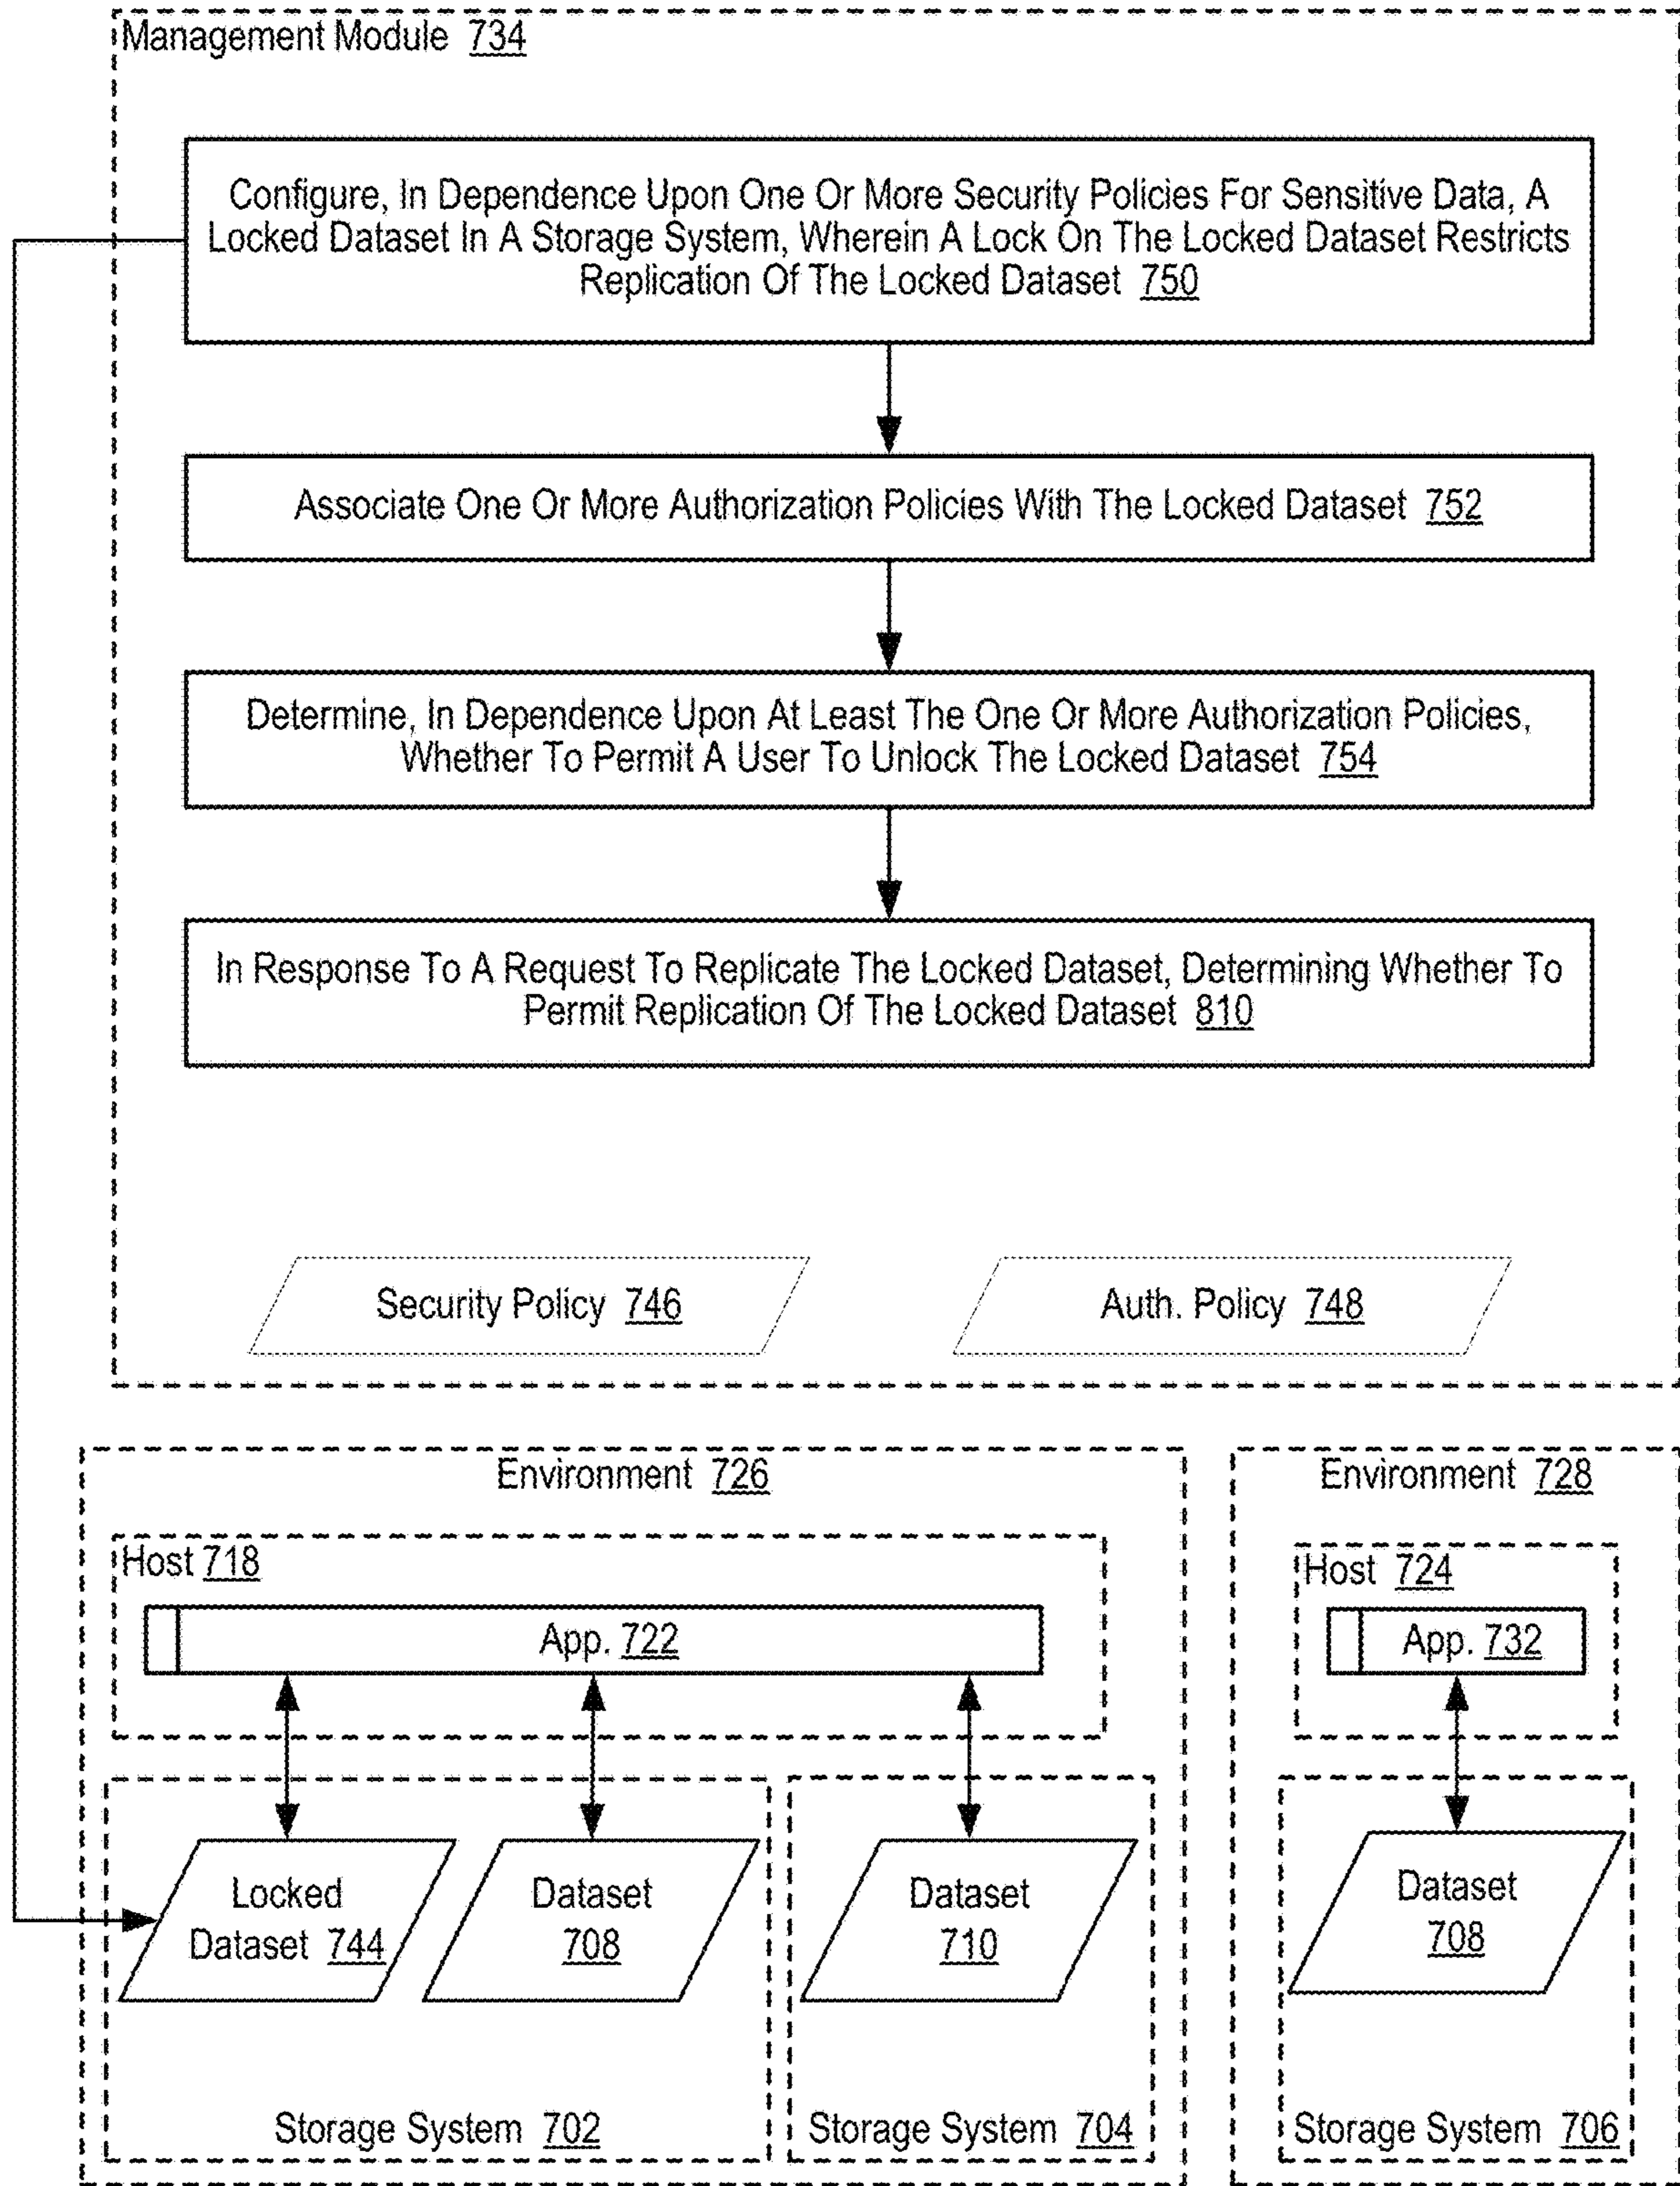 Management Module 734
Configure, In Dependence Upon One Or More Security Policies For Sensitive Data, A
Locked Dataset In A Storage System, Wherein A Lock On The Locked Dataset Restricts
Replication Of The Locked Dataset 750
Associate One Or More Authorization Policies With The Locked Dataset 752
Determine, In Dependence Upon At Least The One Or More Authorization Policies,
Whether To Permit A User To Unlock The Locked Dataset 754
In Response To A Request To Replicate The Locked Dataset, Determining Whether To
Permit Replication Of The Locked Dataset 810
Security Policy 746
Auth. Policy 748
Environment 726
Host 718
App. 722
Locked
Dataset 744
Dataset
708
Storage System 702
Dataset
710
Storage System 704
Environment 728
Host 724
App. 732
Dataset
708
Storage System 706